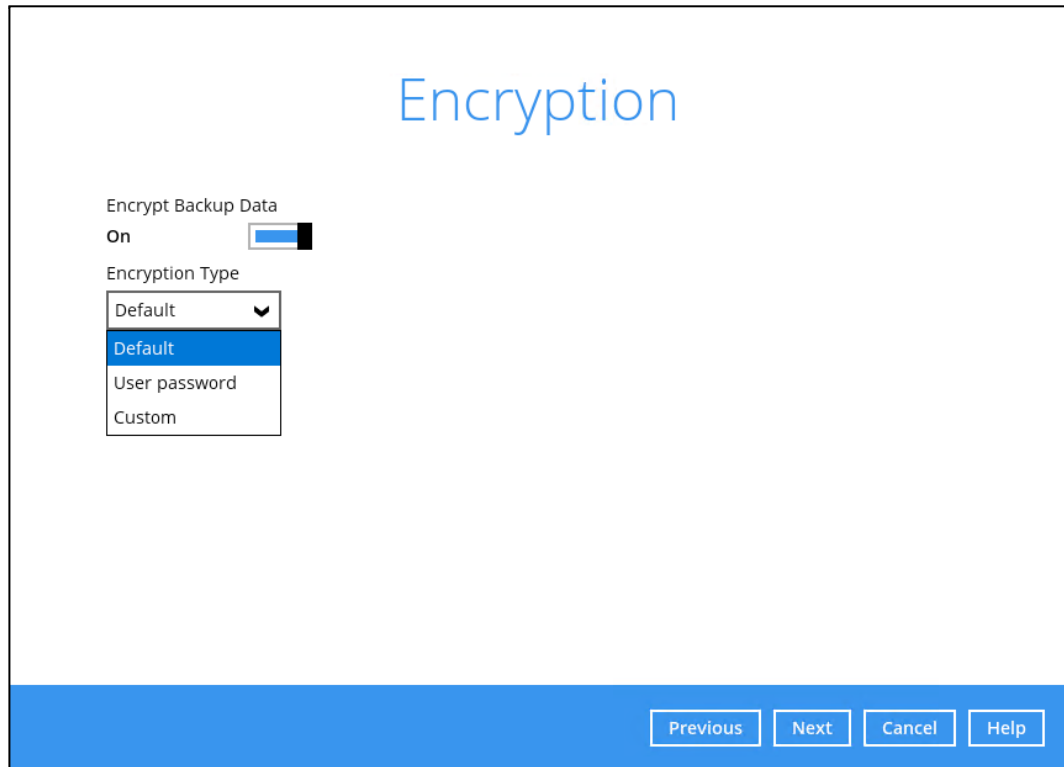 Encryption
Encrypt Backup Data
On
Encryption Type
Default
Default
User password
Custom
Previous Next Cancel Help